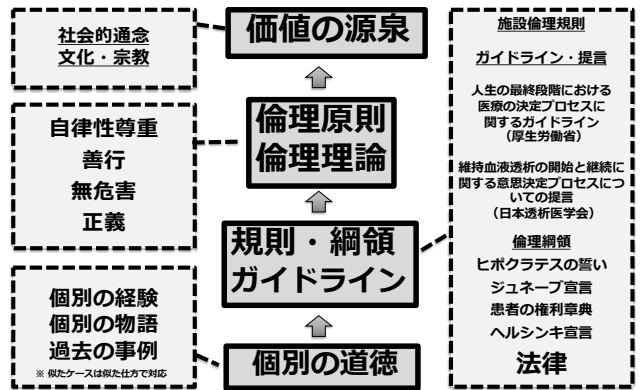 社会的通念
文化・宗教
価値の源泉
自律性尊重
善行
無危害
正義
倫理原則
倫理理論
規則・綱領
ガイドライン
個別の経験
個別の物語
過去の事例
※ 似たケースは似た仕方で対応
個別の道徳
施設倫理規則
ガイドライン・提言
人生の最終段階における
医療の決定プロセスに
関するガイドライン
（厚生労働省）
維持血液透析の開始と継続に
関する意思決定プロセスにつ
いての提言
（日本透析医学会）
倫理綱領
ヒポクラテスの誓い
ジュネーブ宣言
患者の権利章典
ヘルシンキ宣言
法律